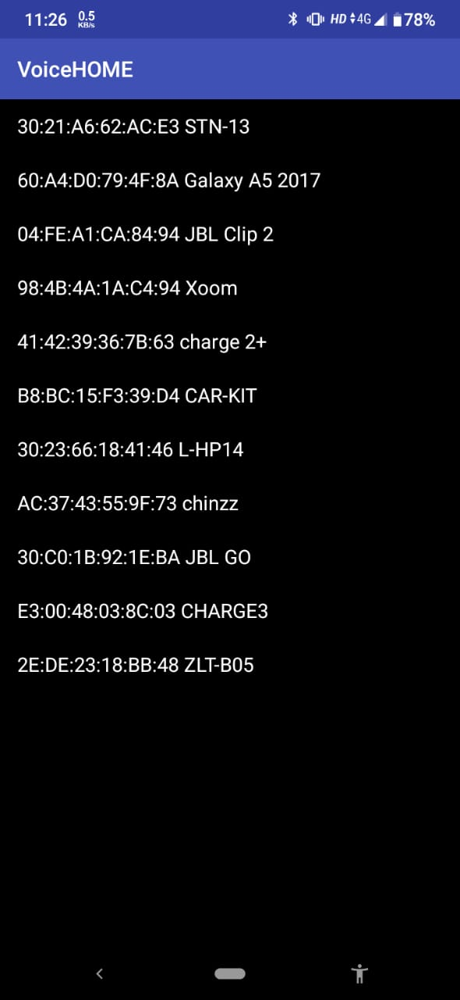 11:26 0.5 KB/s HD 4G 78%
VoiceHOME
30:21:A6:62:AC:E3 STN-13
60:A4:D0:79:4F:8A Galaxy A5 2017
04:FE:A1:CA:84:94 JBL Clip 2
98:4B:4A:1A:C4:94 Xoom
41:42:39:36:7B:63 charge 2+
B8:BC:15:F3:39:D4 CAR-KIT
30:23:66:18:41:46 L-HP14
AC:37:43:55:9F:73 chinzz
30:C0:1B:92:1E:BA JBL GO
E3:00:48:03:8C:03 CHARGE3
2E:DE:23:18:BB:48 ZLT-B05